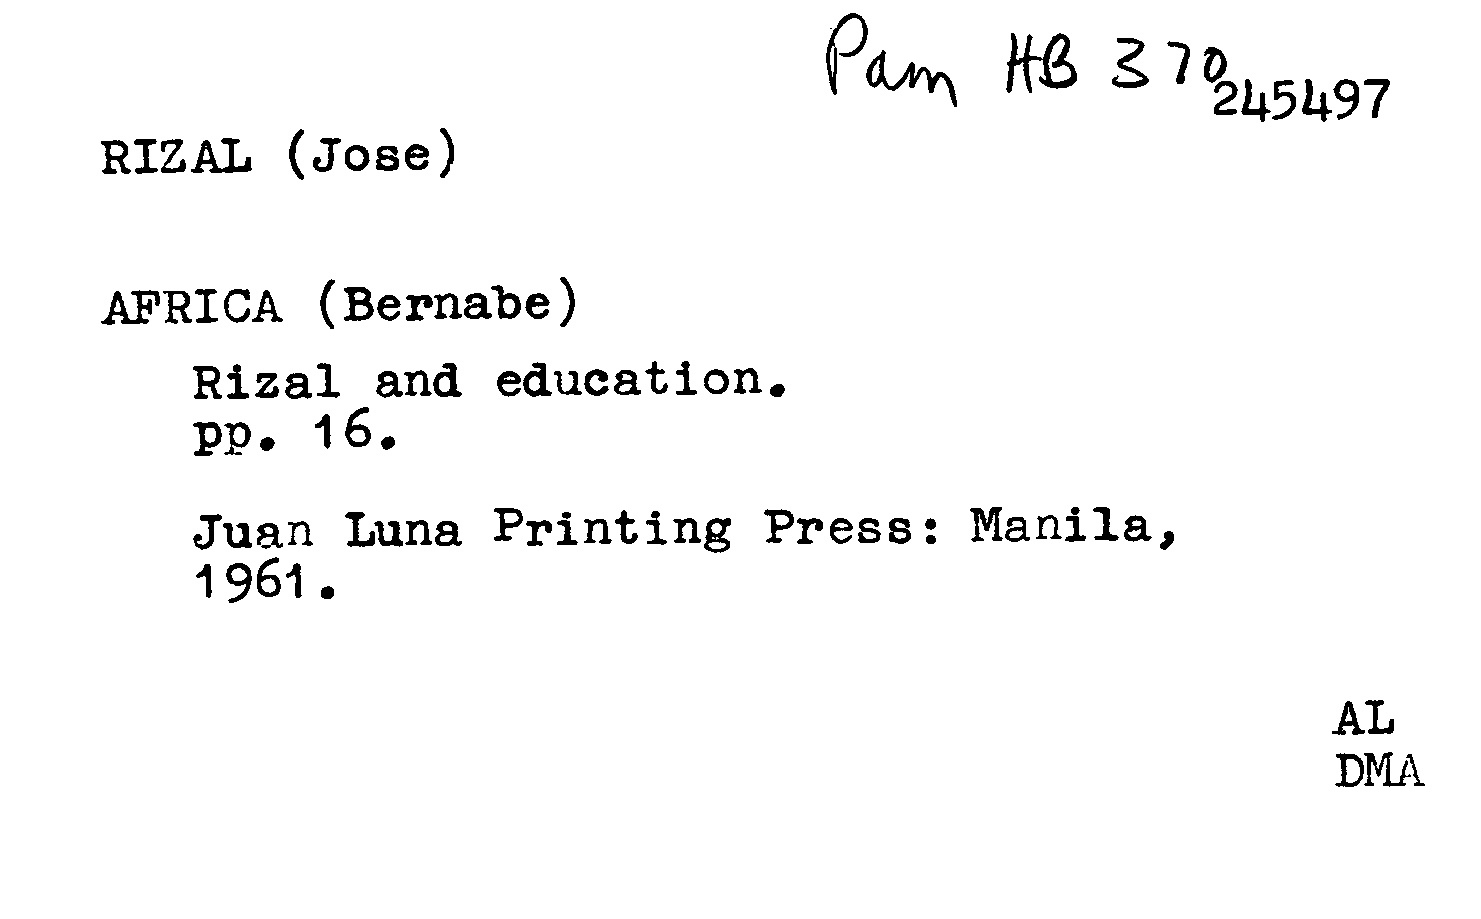 Pam HB 370
245497
RIZAL (Jose)
AFRICA (Bernabe)
Rizal and education.
pp. 16.
Juan Luna Printing Press: Manila,
1961.
AL
DMA